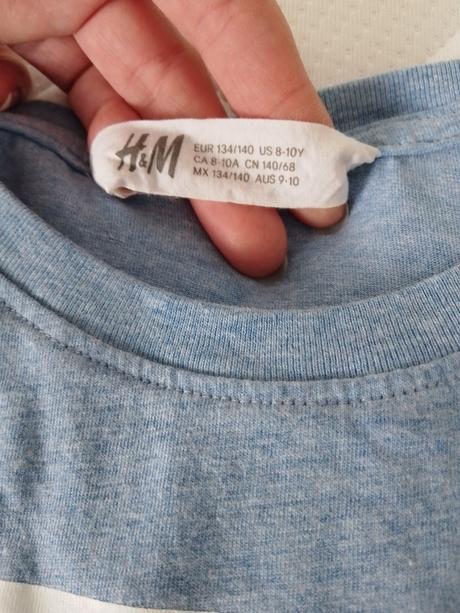 H&M
EUR 134/140 US 8-10Y
CA 8-10A CN 140/68
MX 134/140 AUS 9-10